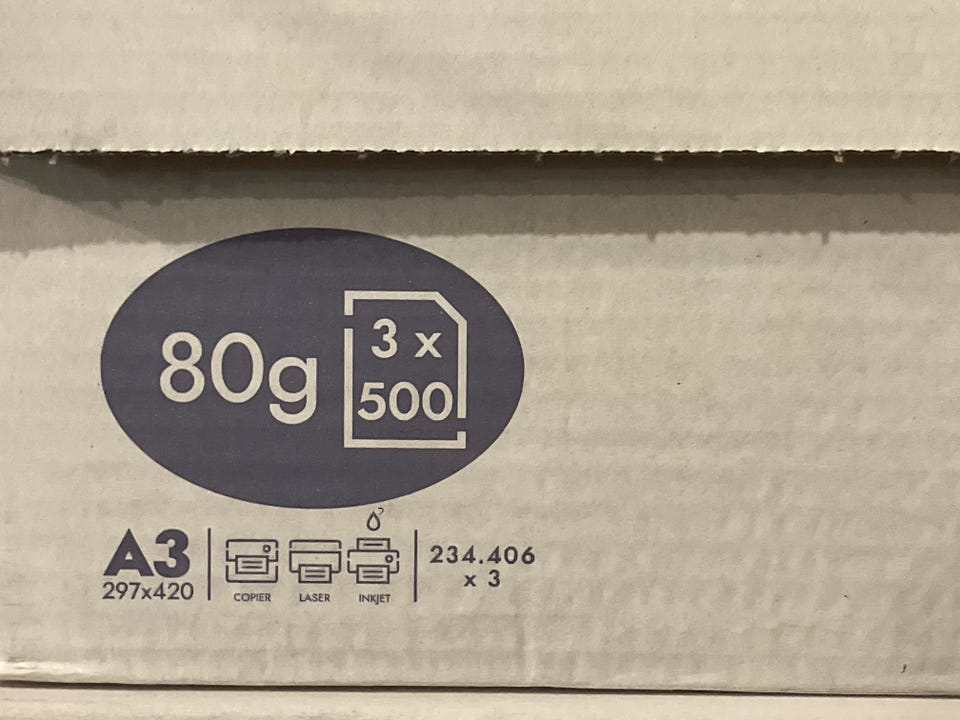 80g
3 x
500
A3
297x420
COPIER
LASER
INKJET
234.406
x 3